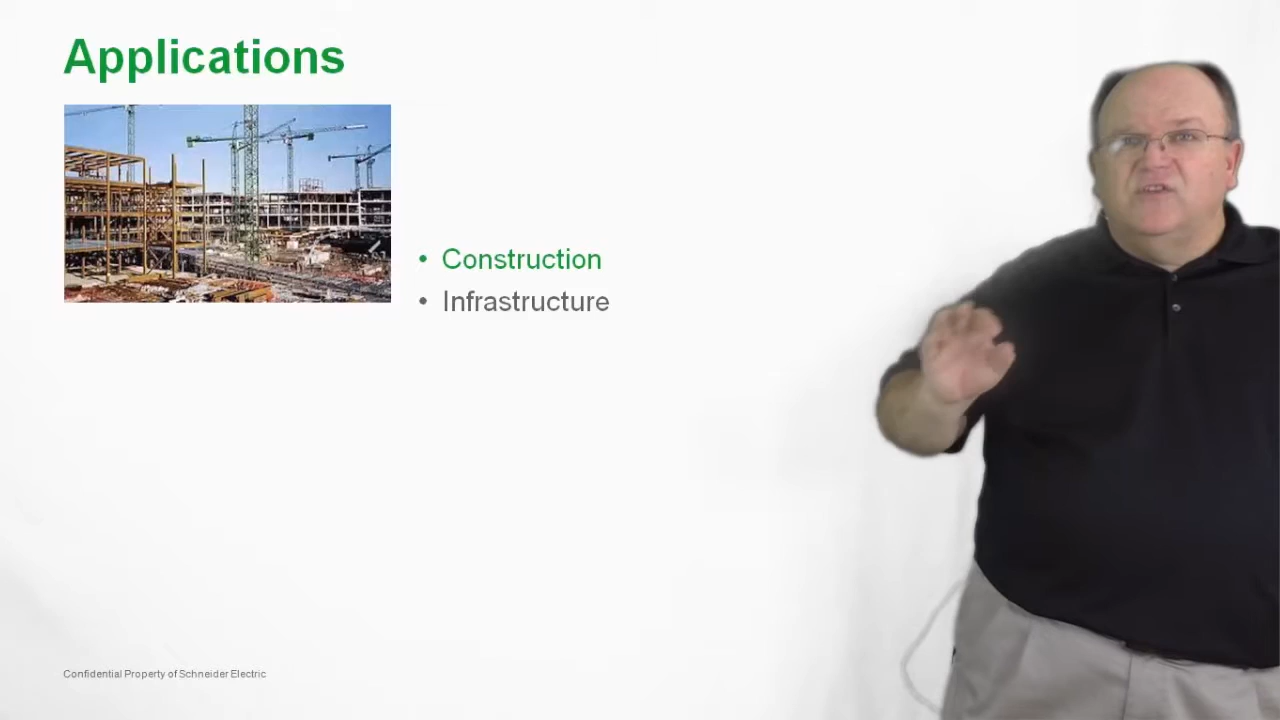 Applications
• Construction
• Infrastructure
Confidential Property of Schneider Electric